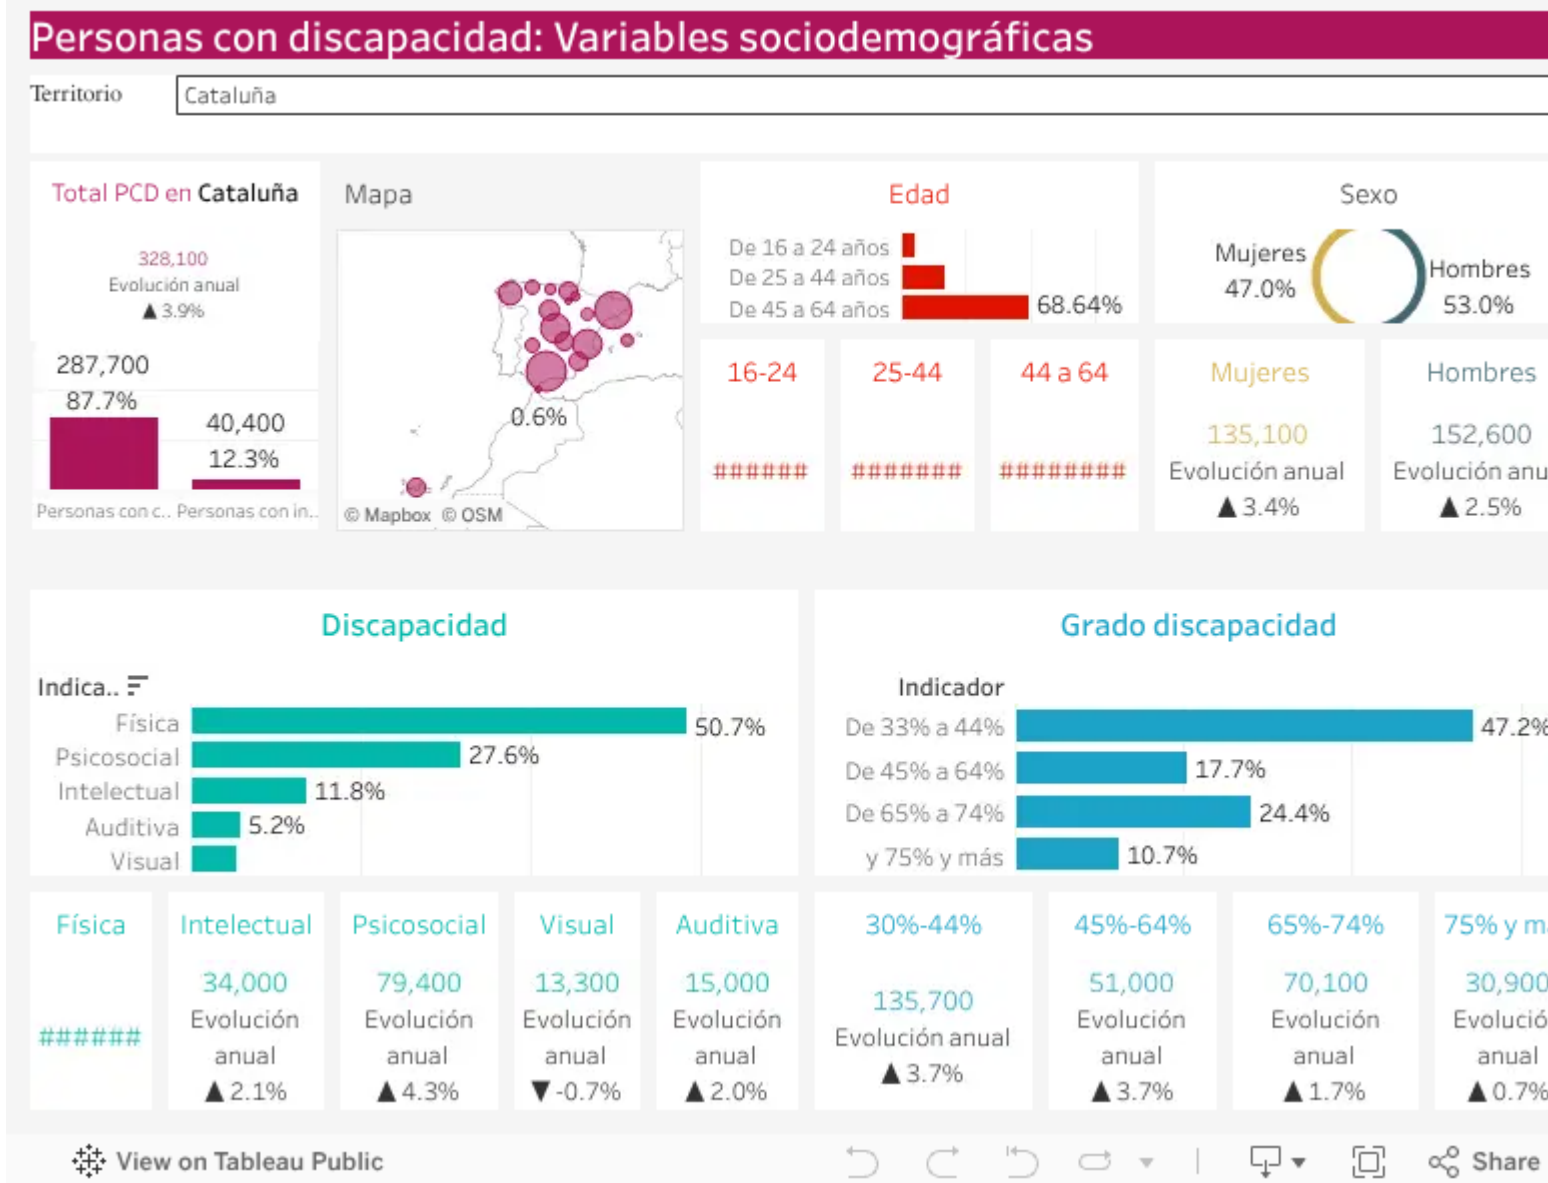 Personas con discapacidad: Variables sociodemográficas
Territorio
Cataluña
Total PCD en Cataluña
328,100
Evolución anual
▲ 3.9%
287,700
87.7%
40,400
12.3%
Personas con c.. Personas con in..
Mapa
0.6%
© Mapbox © OSM
Edad
De 16 a 24 años
De 25 a 44 años
De 45 a 64 años 68.64%
16-24
######
25-44
#######
44 a 64
########
Sexo
Mujeres
47.0%
Hombres
53.0%
Mujeres
135,100
Evolución anual
▲ 3.4%
Hombres
152,600
Evolución anu
▲ 2.5%
Discapacidad
Indica..
Física 50.7%
Psicosocial 27.6%
Intelectual 11.8%
Auditiva 5.2%
Visual
Grado discapacidad
Indicador
De 33% a 44% 47.2%
De 45% a 64% 17.7%
De 65% a 74% 24.4%
y 75% y más 10.7%
Física
######
Intelectual
34,000
Evolución
anual
▲ 2.1%
Psicosocial
79,400
Evolución
anual
▲ 4.3%
Visual
13,300
Evolución
anual
▼ -0.7%
Auditiva
15,000
Evolución
anual
▲ 2.0%
30%-44%
135,700
Evolución anual
▲ 3.7%
45%-64%
51,000
Evolución
anual
▲ 3.7%
65%-74%
70,100
Evolución
anual
▲ 1.7%
75% y m
30,900
Evolució
anual
▲ 0.7%
View on Tableau Public
Share